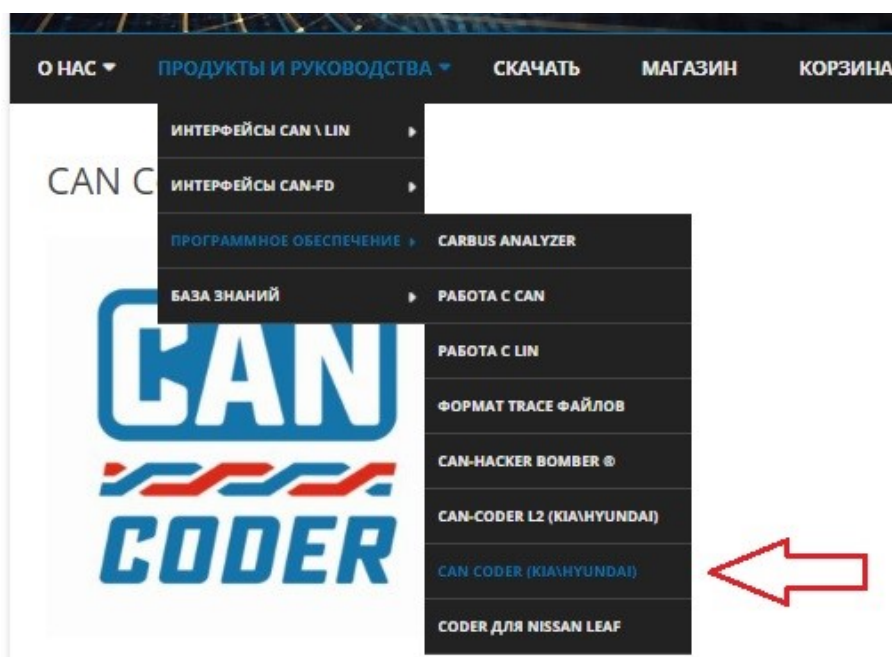 О НАС ПРОДУКТЫ И РУКОВОДСТВА СКАЧАТЬ МАГАЗИН КОРЗИНА
ИНТЕРФЕЙСЫ CAN \ LIN
CAN C
ИНТЕРФЕЙСЫ CAN-FD
ПРОГРАММНОЕ ОБЕСПЕЧЕНИЕ
БАЗА ЗНАНИЙ
CARBUS ANALYZER
РАБОТА С CAN
РАБОТА С LIN
ФОРМАТ TRACE ФАЙЛОВ
CAN-HACKER BOMBER ®
CAN-CODER L2 (KIA\HYUNDAI)
CAN CODER (KIA\HYUNDAI)
CODER ДЛЯ NISSAN LEAF
CAN
CODER